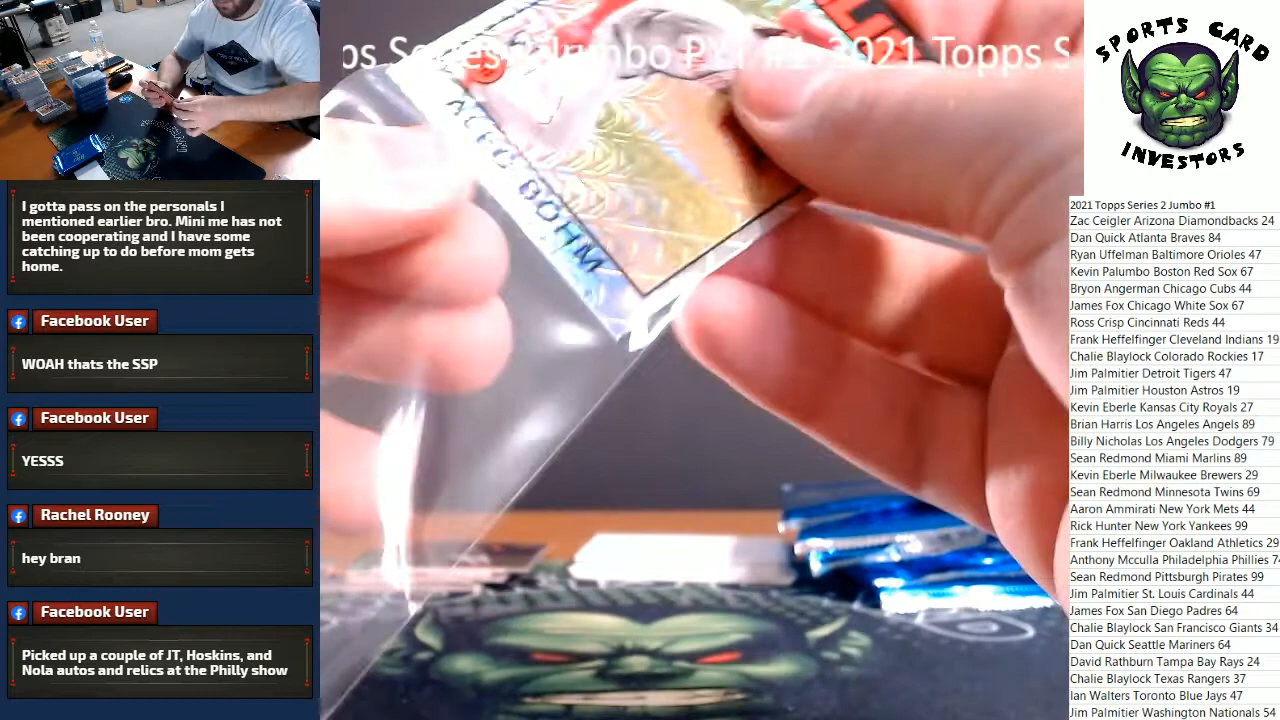 ps Series Jumbo PYT #1 2021 Topps S
ALEC BOHM
SPORTS CARD
INVESTORS
I gotta pass on the personals I
mentioned earlier bro. Mini me has not
been cooperating and I have some
catching up to do before mom gets
home.
Facebook User
WOAH thats the SSP
Facebook User
YESSS
Rachel Rooney
hey bran
Facebook User
Picked up a couple of JT, Hoskins, and
Nola autos and relics at the Philly show
2021 Topps Series 2 Jumbo #1
Zac Ceigler Arizona Diamondbacks 24
Dan Quick Atlanta Braves 84
Ryan Uffelman Baltimore Orioles 47
Kevin Palumbo Boston Red Sox 67
Bryon Angerman Chicago Cubs 44
James Fox Chicago White Sox 67
Ross Crisp Cincinnati Reds 44
Frank Heffelfinger Cleveland Indians 19
Chalie Blaylock Colorado Rockies 17
Jim Palmitier Detroit Tigers 47
Jim Palmitier Houston Astros 19
Kevin Eberle Kansas City Royals 27
Brian Harris Los Angeles Angels 89
Billy Nicholas Los Angeles Dodgers 79
Sean Redmond Miami Marlins 89
Kevin Eberle Milwaukee Brewers 29
Sean Redmond Minnesota Twins 69
Aaron Ammirati New York Mets 44
Rick Hunter New York Yankees 99
Frank Heffelfinger Oakland Athletics 29
Anthony Mcculla Philadelphia Phillies 7
Sean Redmond Pittsburgh Pirates 99
Jim Palmitier St. Louis Cardinals 44
James Fox San Diego Padres 64
Chalie Blaylock San Francisco Giants 34
Dan Quick Seattle Mariners 64
David Rathburn Tampa Bay Rays 24
Chalie Blaylock Texas Rangers 37
Ian Walters Toronto Blue Jays 47
Jim Palmitier Washington Nationals 54